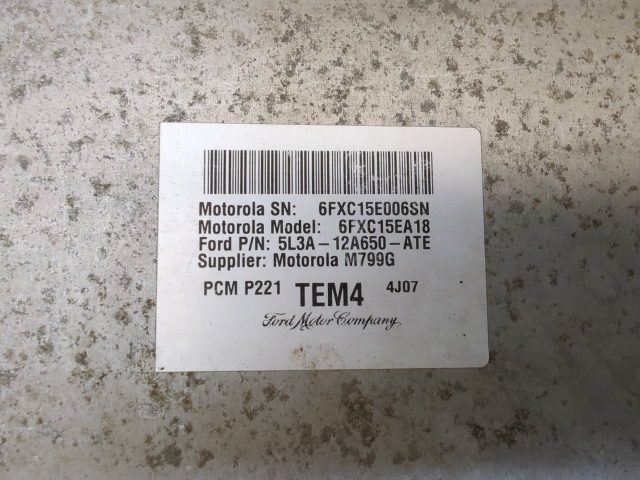 Motorola SN: 6FXC15E006SN
Motorola Model: 6FXC15EA18
Ford P/N: 5L3A-12A650-ATE
Supplier: Motorola M799G
PCM P221 TEM4 4J07
Ford Motor Company